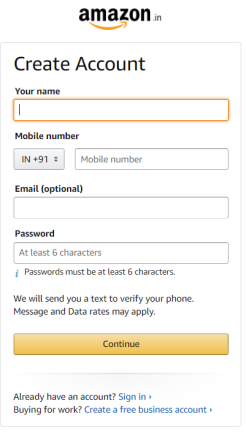 amazon.in
Create Account
Your name
Mobile number
IN +91 Mobile number
Email (optional)
Password
At least 6 characters
i Passwords must be at least 6 characters.
We will send you a text to verify your phone.
Message and Data rates may apply.
Continue
Already have an account? Sign in
Buying for work? Create a free business account